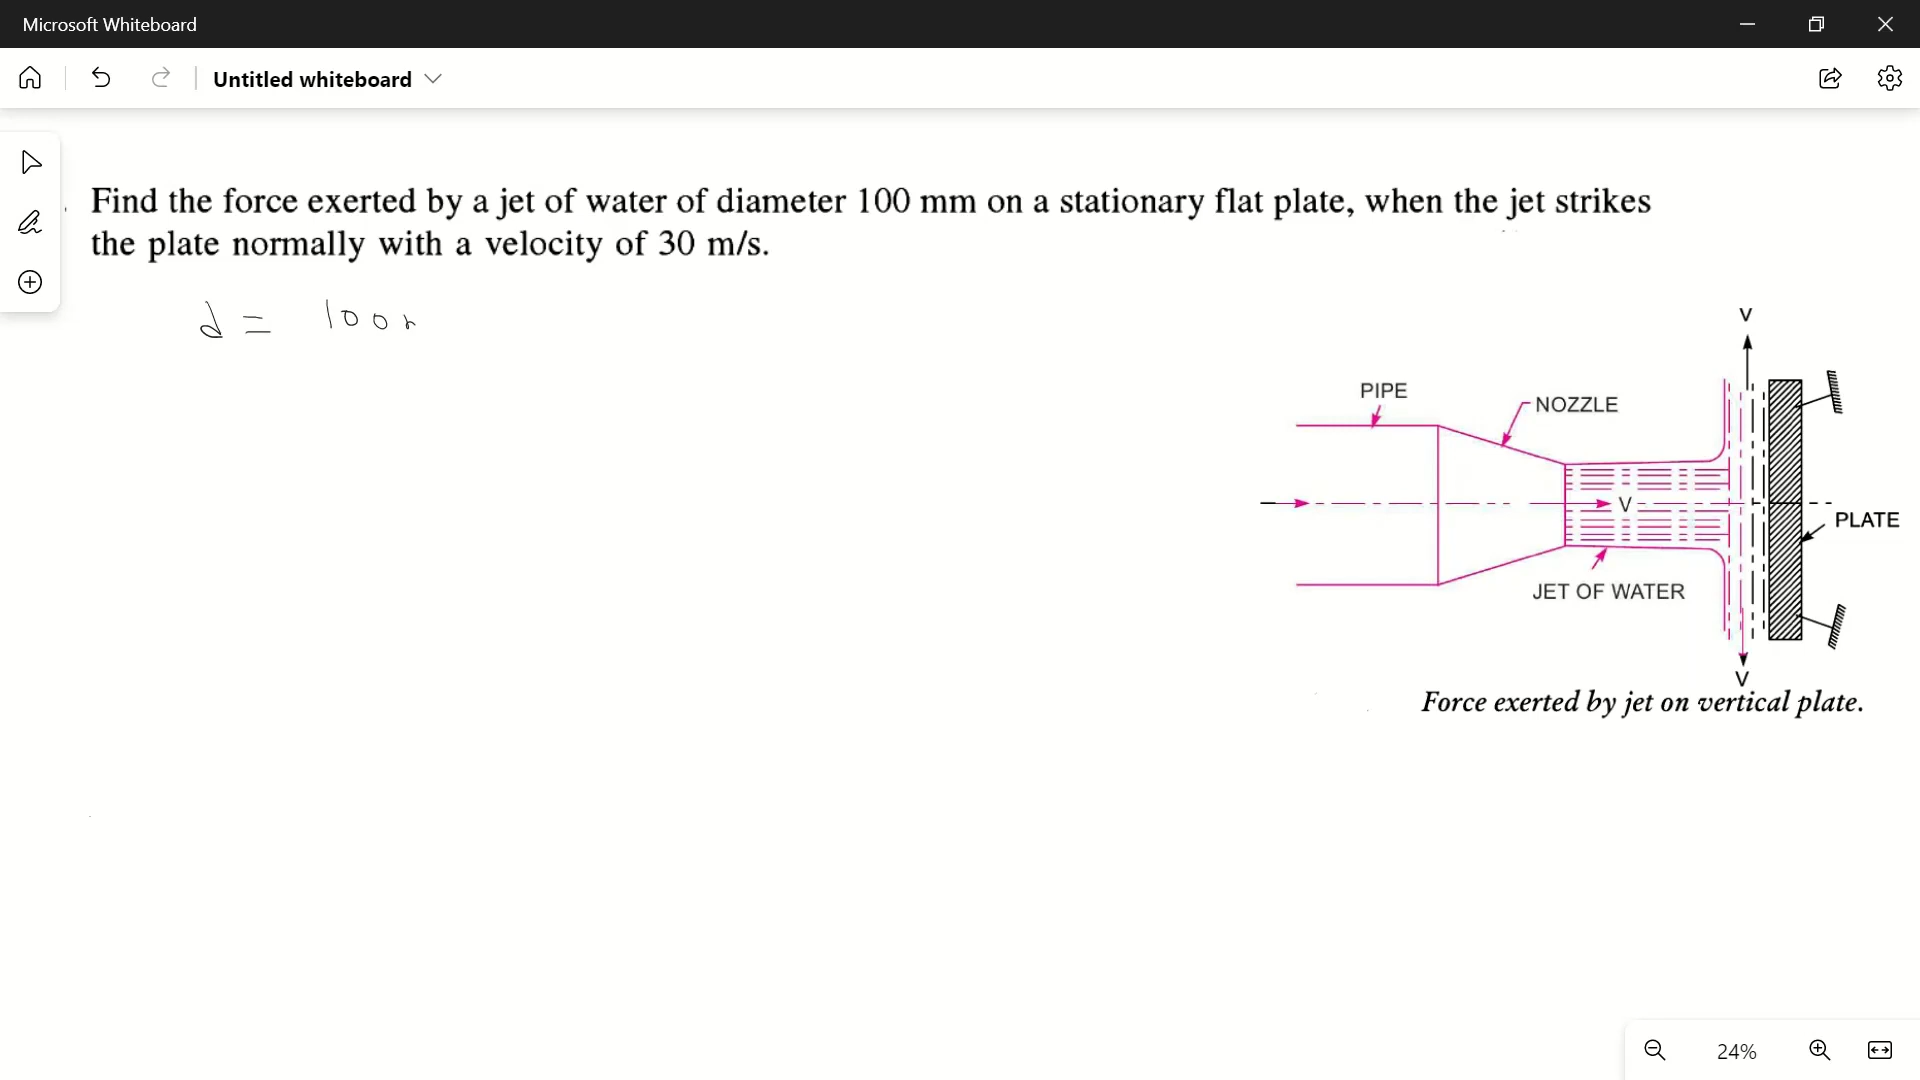 Microsoft Whiteboard
Untitled whiteboard
Find the force exerted by a jet of water of diameter 100 mm on a stationary flat plate, when the jet strikes
the plate normally with a velocity of 30 m/s.
d = 100
V
PIPE
NOZZLE
V
PLATE
JET OF WATER
V
Force exerted by jet on vertical plate.
24%